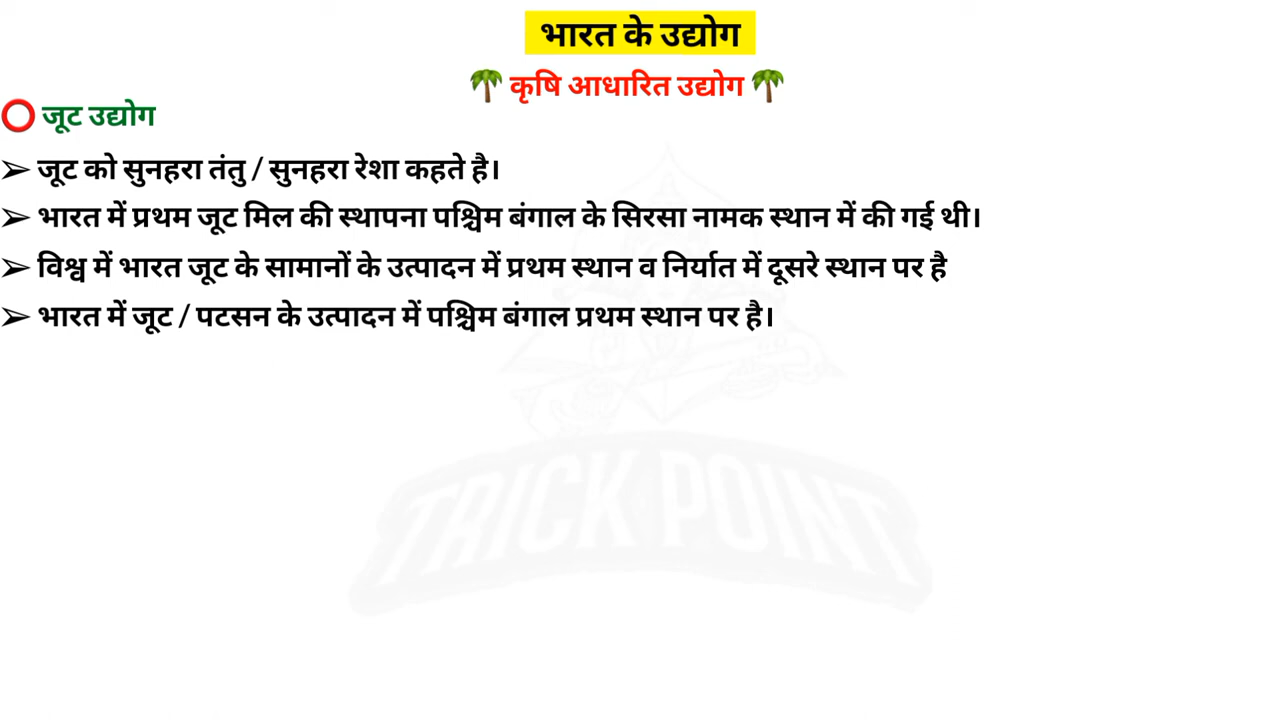 भारत के उद्योग
🌴 कृषि आधारित उद्योग 🌴
⭕ जूट उद्योग
➢ जूट को सुनहरा तंतु / सुनहरा रेशा कहते है।
➢ भारत में प्रथम जूट मिल की स्थापना पश्चिम बंगाल के सिरसा नामक स्थान में की गई थी।
➢ विश्व में भारत जूट के सामानों के उत्पादन में प्रथम स्थान व निर्यात में दूसरे स्थान पर है
➢ भारत में जूट / पटसन के उत्पादन में पश्चिम बंगाल प्रथम स्थान पर है।
TRICK POINT